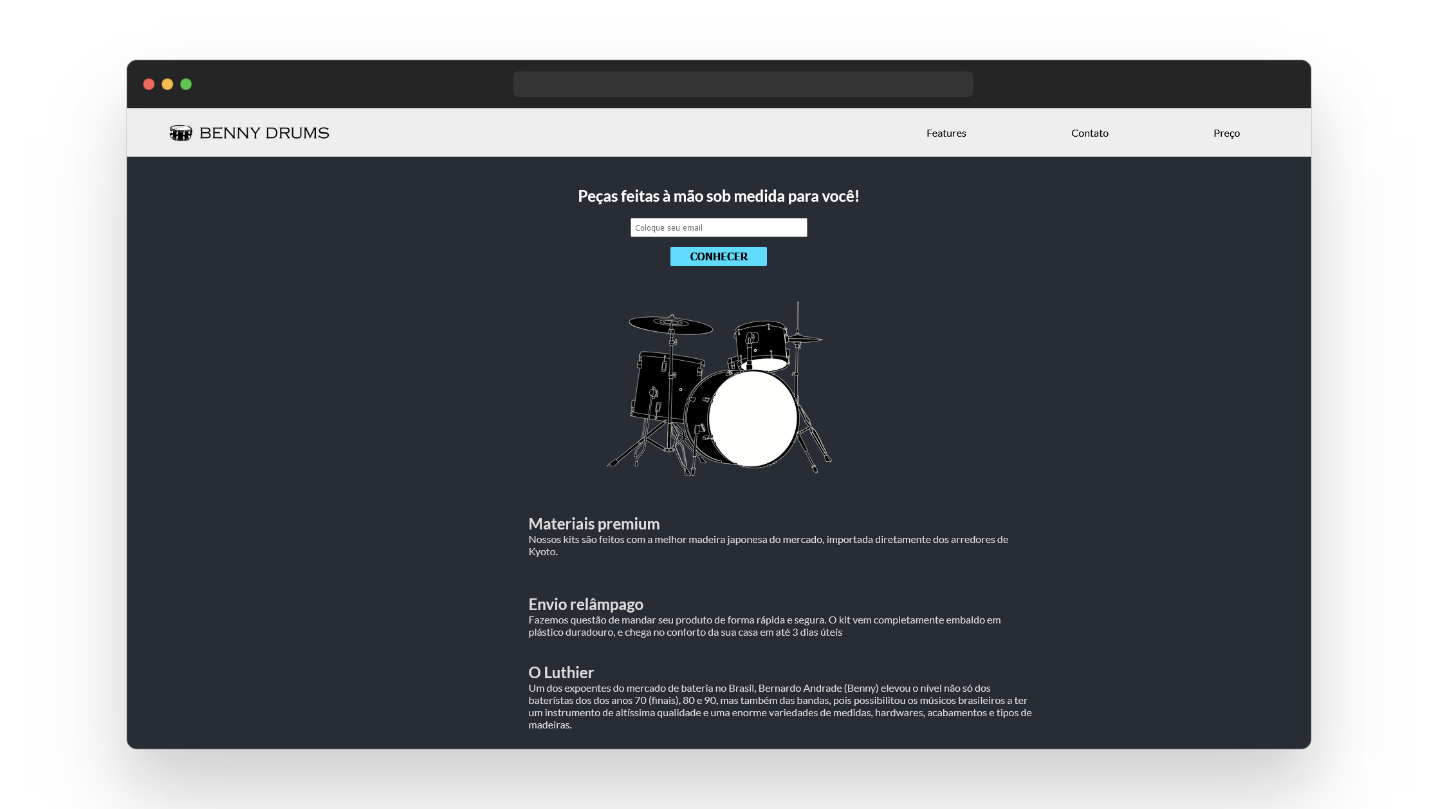 BENNY DRUMS
Features
Contato
Preço
Peças feitas à mão sob medida para você!
Coloque seu email
CONHECER
Materiais premium
Nossos kits são feitos com a melhor madeira japonesa do mercado, importada diretamente dos arredores de
Kyoto.
Envio relâmpago
Fazemos questão de mandar seu produto de forma rápida e segura. O kit vem completamente embaldo em
plástico duradouro, e chega no conforto da sua casa em até 3 dias úteis
O Luthier
Um dos expoentes do mercado de bateria no Brasil, Bernardo Andrade (Benny) elevou o nível não só dos
baterístas dos dos anos 70 (finais), 80 e 90, mas também das bandas, pois possibilitou os músicos brasileiros a ter
um instrumento de altíssima qualidade e uma enorme variedades de medidas, hardwares, acabamentos e tipos de
madeiras.